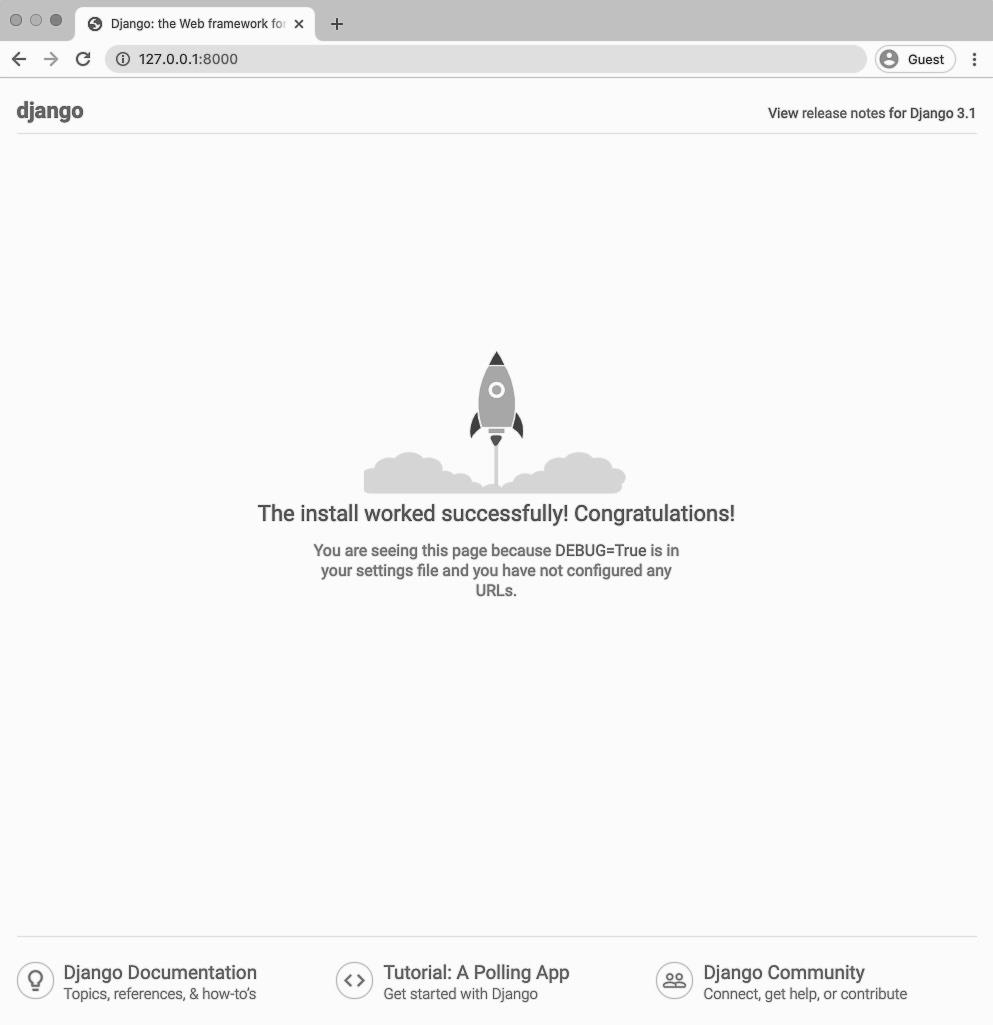 Django: the Web framework for
127.0.0.1:8000
Guest
django
View release notes for Django 3.1
The install worked successfully! Congratulations!
You are seeing this page because DEBUG=True is in
your settings file and you have not configured any
URLs.
Django Documentation
Topics, references, & how-to's
Tutorial: A Polling App
Get started with Django
Django Community
Connect, get help, or contribute